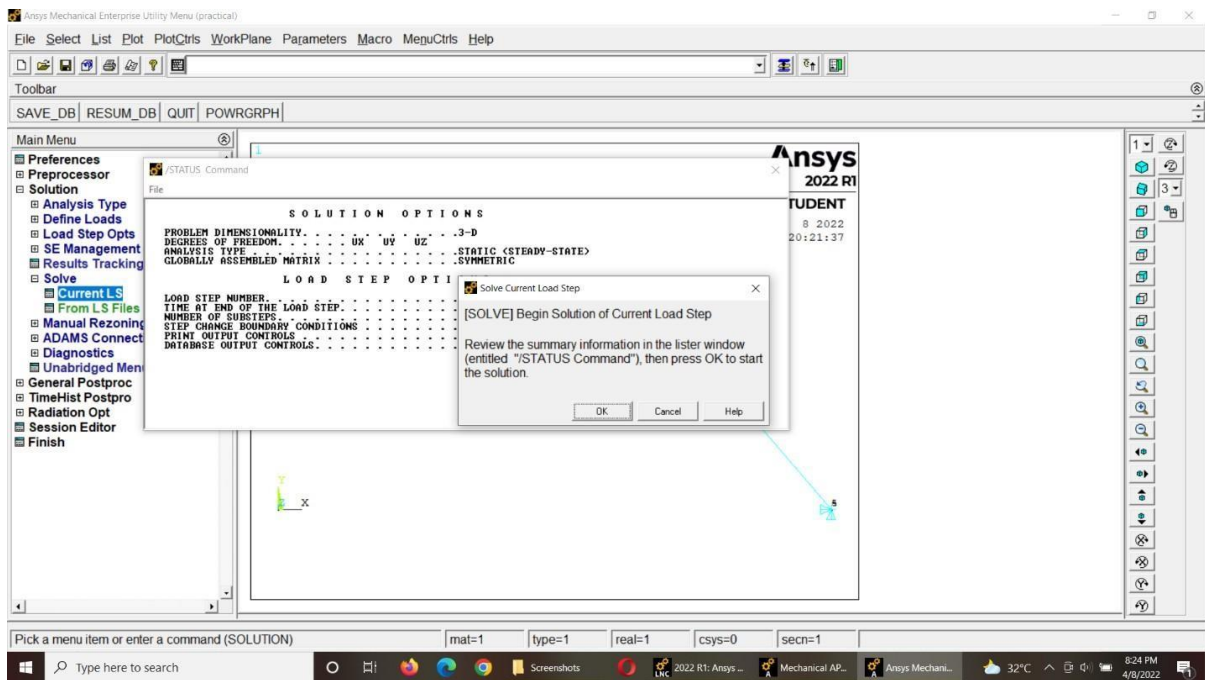 Ansys Mechanical Enterprise Utility Menu (practical)
File Select List Plot PlotCtrls WorkPlane Parameters Macro MenuCtrls Help
Toolbar
SAVE_DB RESUM_DB QUIT POWRGRPH
Main Menu
Preferences
Preprocessor
Solution
Analysis Type
Define Loads
Load Step Opts
SE Management
Results Tracking
Solve
Current LS
From LS Files
Manual Rezoning
ADAMS Connect
Diagnostics
Unabridged Men
General Postproc
TimeHist Postpro
Radiation Opt
Session Editor
Finish
1
Ansys
2022 R1
TUDENT
8 2022
20:21:37
/STATUS Command
File
SOLUTION OPTIONS
PROBLEM DIMENSIONALITY. . . . . . . . . . . . .3-D
DEGREES OF FREEDOM. . . . . . UX UY UZ
ANALYSIS TYPE . . . . . . . . . . . . . . . . .STATIC (STEADY-STATE)
GLOBALLY ASSEMBLED MATRIX . . . . . . . . . . .SYMMETRIC
LOAD STEP OPTI
LOAD STEP NUMBER. . . . . . . . . . . . . . . .
TIME AT END OF THE LOAD STEP. . . . . . . . . .
NUMBER OF SUBSTEPS. . . . . . . . . . . . . . .
STEP CHANGE BOUNDARY CONDITIONS . . . . . . . .
PRINT OUTPUT CONTROLS . . . . . . . . . . . . .
DATABASE OUTPUT CONTROLS. . . . . . . . . . . .
Solve Current Load Step
[SOLVE] Begin Solution of Current Load Step
Review the summary information in the lister window
(entitled "/STATUS Command"), then press OK to start
the solution.
OK Cancel Help
Y
X
5
1
3
Pick a menu item or enter a command (SOLUTION) mat=1 type=1 real=1 csys=0 secn=1
Type here to search Screenshots 2022 R1: Ansys ... Mechanical AP... Ansys Mechani... 32°C 8:24 PM
4/8/2022